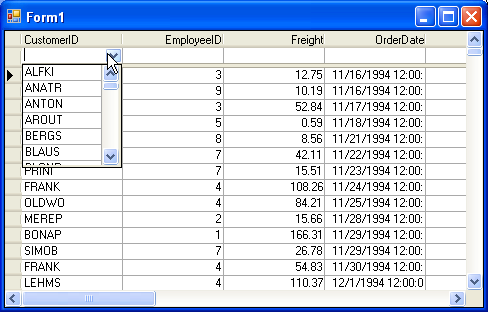 Form1
CustomerID EmployeeID Freight OrderDate
ALFKI 3 12.75 11/16/1994 12:00:
ANATR 9 10.19 11/16/1994 12:00:
ANTON 3 52.84 11/17/1994 12:00:
AROUT 5 0.59 11/18/1994 12:00:
BERGS 8 8.56 11/21/1994 12:00:
BLAUS 7 42.11 11/22/1994 12:00:
PRINI 7 15.51 11/23/1994 12:00:
FRANK 4 108.26 11/24/1994 12:00:
OLDWO 4 84.21 11/25/1994 12:00:
MEREP 2 15.66 11/28/1994 12:00:
BONAP 1 166.31 11/29/1994 12:00:
SIMOB 7 26.78 11/29/1994 12:00:
FRANK 4 54.83 11/30/1994 12:00:
LEHMS 4 110.37 12/1/1994 12:00:0